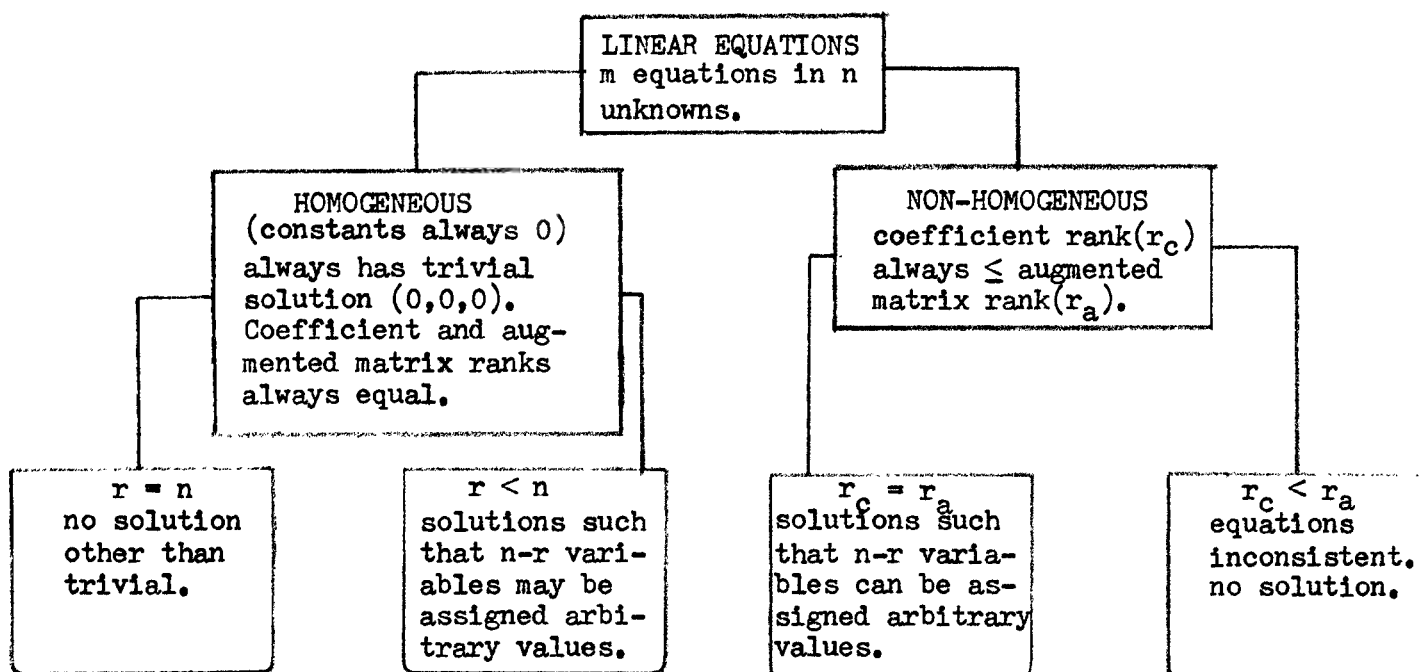 LINEAR EQUATIONS
m equations in n
unknowns.
HOMOGENEOUS
(constants always 0)
always has trivial
solution (0,0,0).
Coefficient and aug-
mented matrix ranks
always equal.
NON-HOMOGENEOUS
coefficient rank(r_c)
always ≤ augmented
matrix rank(r_a).
r = n
no solution
other than
trivial.
r < n
solutions such
that n-r vari-
ables may be
assigned arbi-
trary values.
r_c = r_a
solutions such
that n-r varia-
bles can be as-
signed arbitrary
values.
r_c < r_a
equations
inconsistent.
no solution.